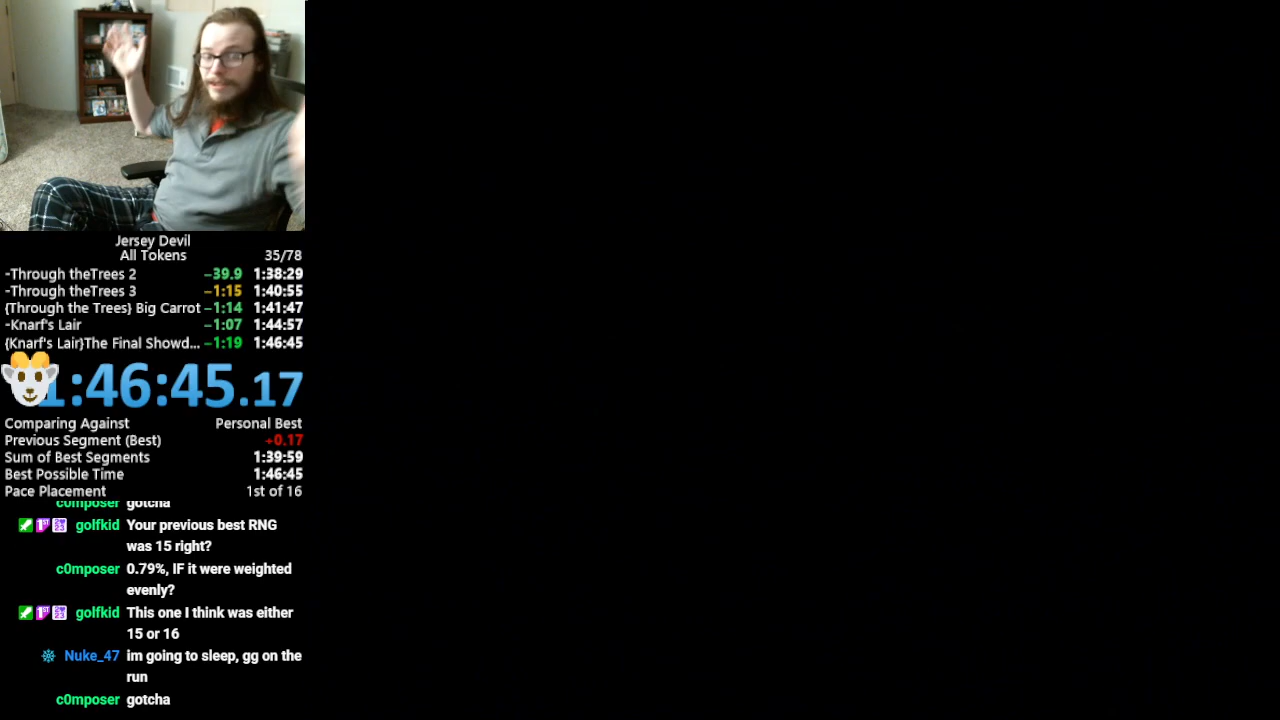 Jersey Devil
All Tokens 35/78
-Through theTrees 2 −39.9 1:38:29
-Through theTrees 3 −1:15 1:40:55
{Through the Trees} Big Carrot −1:14 1:41:47
-Knarf's Lair −1:07 1:44:57
{Knarf's Lair}The Final Showd... −1:19 1:46:45
1:46:45.17
Comparing Against Personal Best
Previous Segment (Best) +0.17
Sum of Best Segments 1:39:59
Best Possible Time 1:46:45
Pace Placement 1st of 16
c0mposer gotcha
golfkid Your previous best RNG
was 15 right?
c0mposer 0.79%, IF it were weighted
evenly?
golfkid This one I think was either
15 or 16
Nuke_47 im going to sleep, gg on the
run
c0mposer gotcha